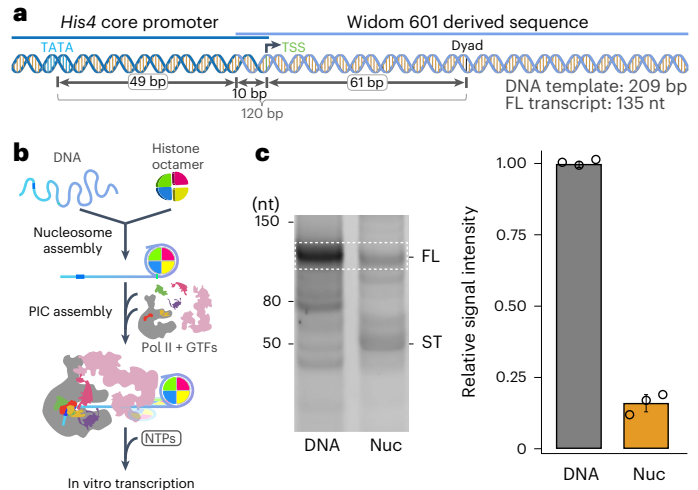 a
His4 core promoter
Widom 601 derived sequence
TATA
TSS
Dyad
49 bp
10 bp
61 bp
120 bp
DNA template: 209 bp
FL transcript: 135 nt
b
DNA
Histone
octamer
Nucleosome
assembly
PIC assembly
Pol II + GTFs
NTPs
In vitro transcription
c
(nt)
150
80
50
FL
ST
DNA
Nuc
Relative signal intensity
1.00
0.75
0.50
0.25
0
DNA
Nuc